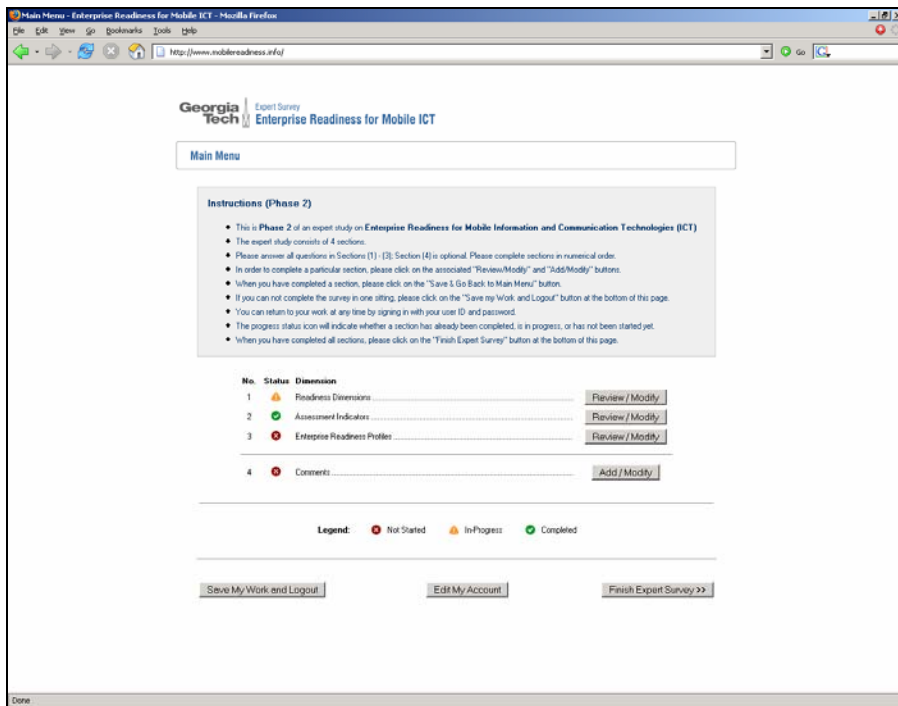 Main Menu - Enterprise Readiness for Mobile ICT - Mozilla Firefox
File Edit View Go Bookmarks Tools Help
http://www.mobilereadiness.info/ Go
Georgia Tech
Expert Survey
Enterprise Readiness for Mobile ICT
Main Menu
Instructions (Phase 2)
This is Phase 2 of an expert study on Enterprise Readiness for Mobile Information and Communication Technologies (ICT)
The expert study consists of 4 sections.
Please answer all questions in Sections (1) - (3); Section (4) is optional. Please complete sections in numerical order.
In order to complete a particular section, please click on the associated "Review/Modify" and "Add/Modify" buttons.
When you have completed a section, please click on the "Save & Go Back to Main Menu" button.
If you can not complete the survey in one sitting, please click on the "Save my Work and Logout" button at the bottom of this page.
You can return to your work at any time by signing in with your user ID and password.
The progress status icon will indicate whether a section has already been completed, is in progress, or has not been started yet.
When you have completed all sections, please click on the "Finish Expert Survey" button at the bottom of this page.
No. Status Dimension
1 Readiness Dimensions Review / Modify
2 Assessment Indicators Review / Modify
3 Enterprise Readiness Profiles Review / Modify
4 Comments Add / Modify
Legend: Not Started In-Progress Completed
Save My Work and Logout Edit My Account Finish Expert Survey >>
Done